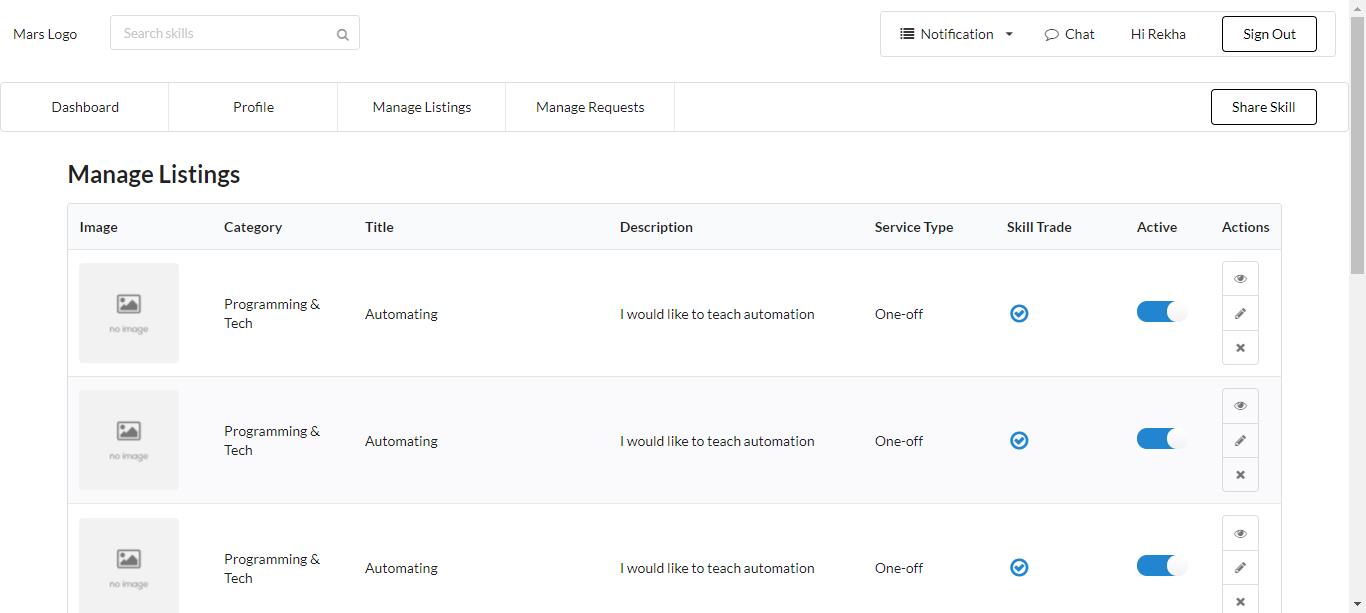 Mars Logo
Search skills
Notification
Chat
Hi Rekha
Sign Out
Dashboard
Profile
Manage Listings
Manage Requests
Share Skill
Manage Listings
Image Category Title Description Service Type Skill Trade Active Actions
no image
Programming &
Tech
Automating
I would like to teach automation
One-off
no image
Programming &
Tech
Automating
I would like to teach automation
One-off
no image
Programming &
Tech
Automating
I would like to teach automation
One-off